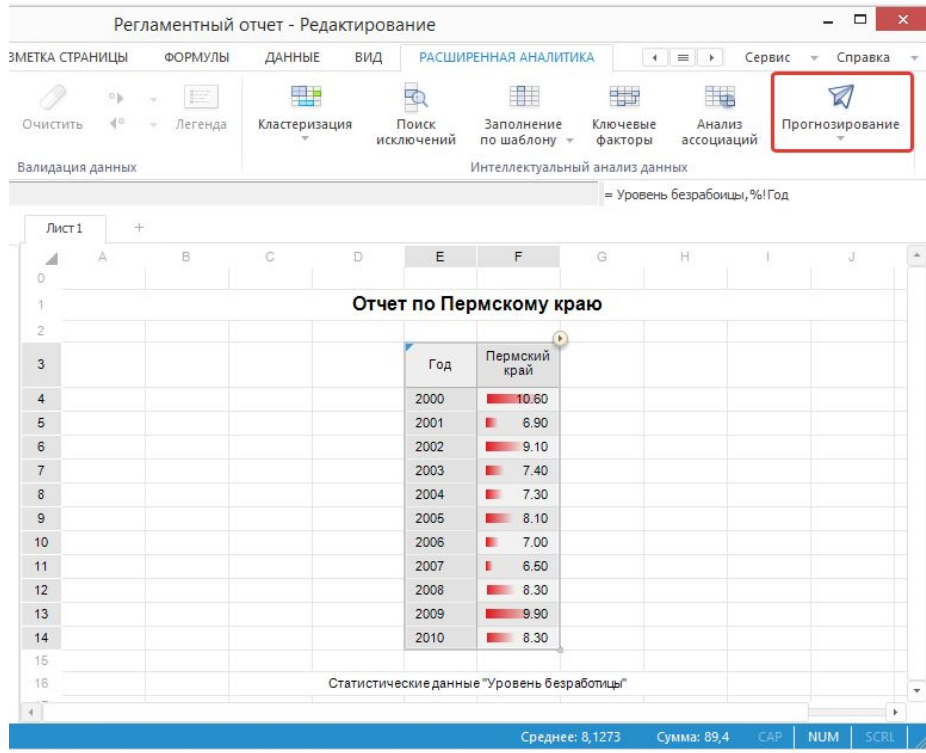 Регламентный отчет - Редактирование
ЗМЕТКА СТРАНИЦЫ ФОРМУЛЫ ДАННЫЕ ВИД РАСШИРЕННАЯ АНАЛИТИКА Сервис Справка
Очистить Легенда Кластеризация Поиск исключений Заполнение по шаблону Ключевые факторы Анализ ассоциаций Прогнозирование
Валидация данных Интеллектуальный анализ данных
= Уровень безрабоицы,%!Год
Лист1 +
A B C D E F G H I J
0
1 Отчет по Пермскому краю
2
3 Год Пермский край
4 2000 10.60
5 2001 6.90
6 2002 9.10
7 2003 7.40
8 2004 7.30
9 2005 8.10
10 2006 7.00
11 2007 6.50
12 2008 8.30
13 2009 9.90
14 2010 8.30
15
16 Статистические данные "Уровень безработицы"
Среднее: 8,1273 Сумма: 89,4 CAP NUM SCRL